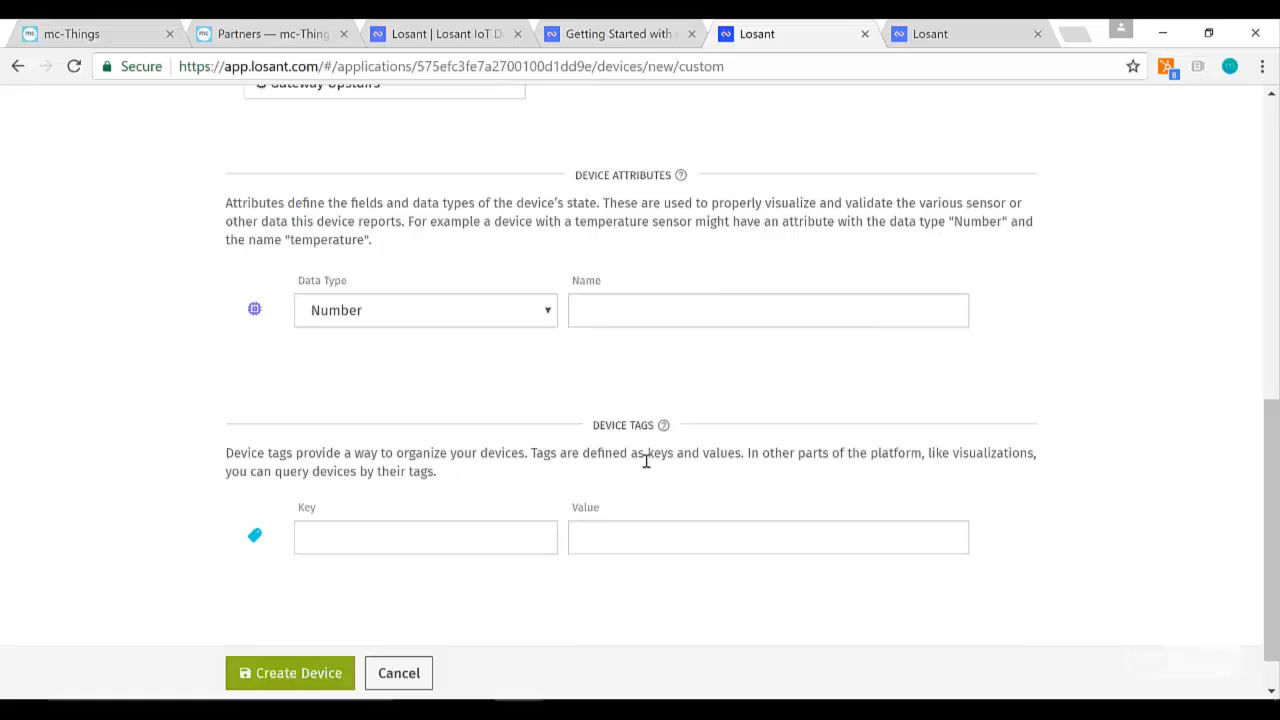 mc-Things
Partners — mc-Thing
Losant | Losant IoT D
Getting Started with
Losant
Losant
Secure
https://app.losant.com/#/applications/575efc3fe7a2700100d1dd9e/devices/new/custom
8
Gateway Upstairs
DEVICE ATTRIBUTES
Attributes define the fields and data types of the device's state. These are used to properly visualize and validate the various sensor or
other data this device reports. For example a device with a temperature sensor might have an attribute with the data type "Number" and
the name "temperature".
Data Type
Name
Number
DEVICE TAGS
Device tags provide a way to organize your devices. Tags are defined as keys and values. In other parts of the platform, like visualizations,
you can query devices by their tags.
Key
Value
Create Device
Cancel